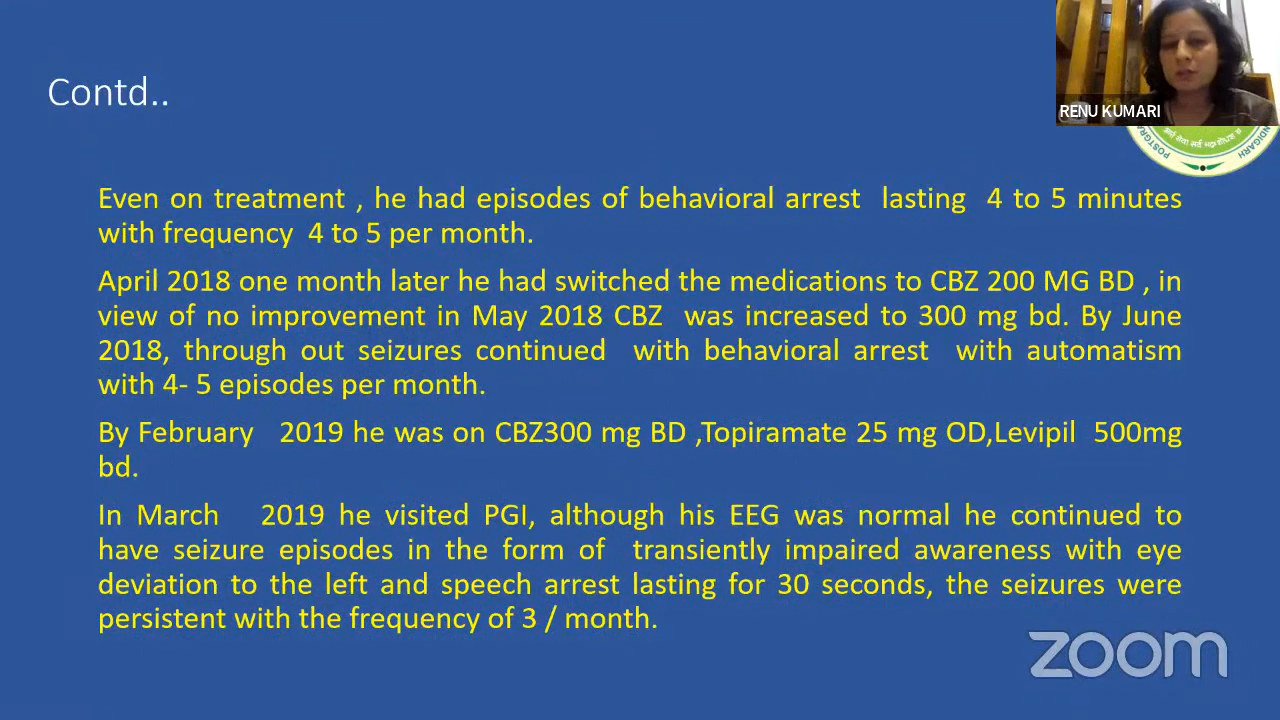 Contd..
RENU KUMARI
POSTGR
NDIGARH
Even on treatment , he had episodes of behavioral arrest lasting 4 to 5 minutes
with frequency 4 to 5 per month.
April 2018 one month later he had switched the medications to CBZ 200 MG BD , in
view of no improvement in May 2018 CBZ was increased to 300 mg bd. By June
2018, through out seizures continued with behavioral arrest with automatism
with 4- 5 episodes per month.
By February 2019 he was on CBZ300 mg BD ,Topiramate 25 mg OD,Levipil 500mg
bd.
In March 2019 he visited PGI, although his EEG was normal he continued to
have seizure episodes in the form of transiently impaired awareness with eye
deviation to the left and speech arrest lasting for 30 seconds, the seizures were
persistent with the frequency of 3 / month.
zoom